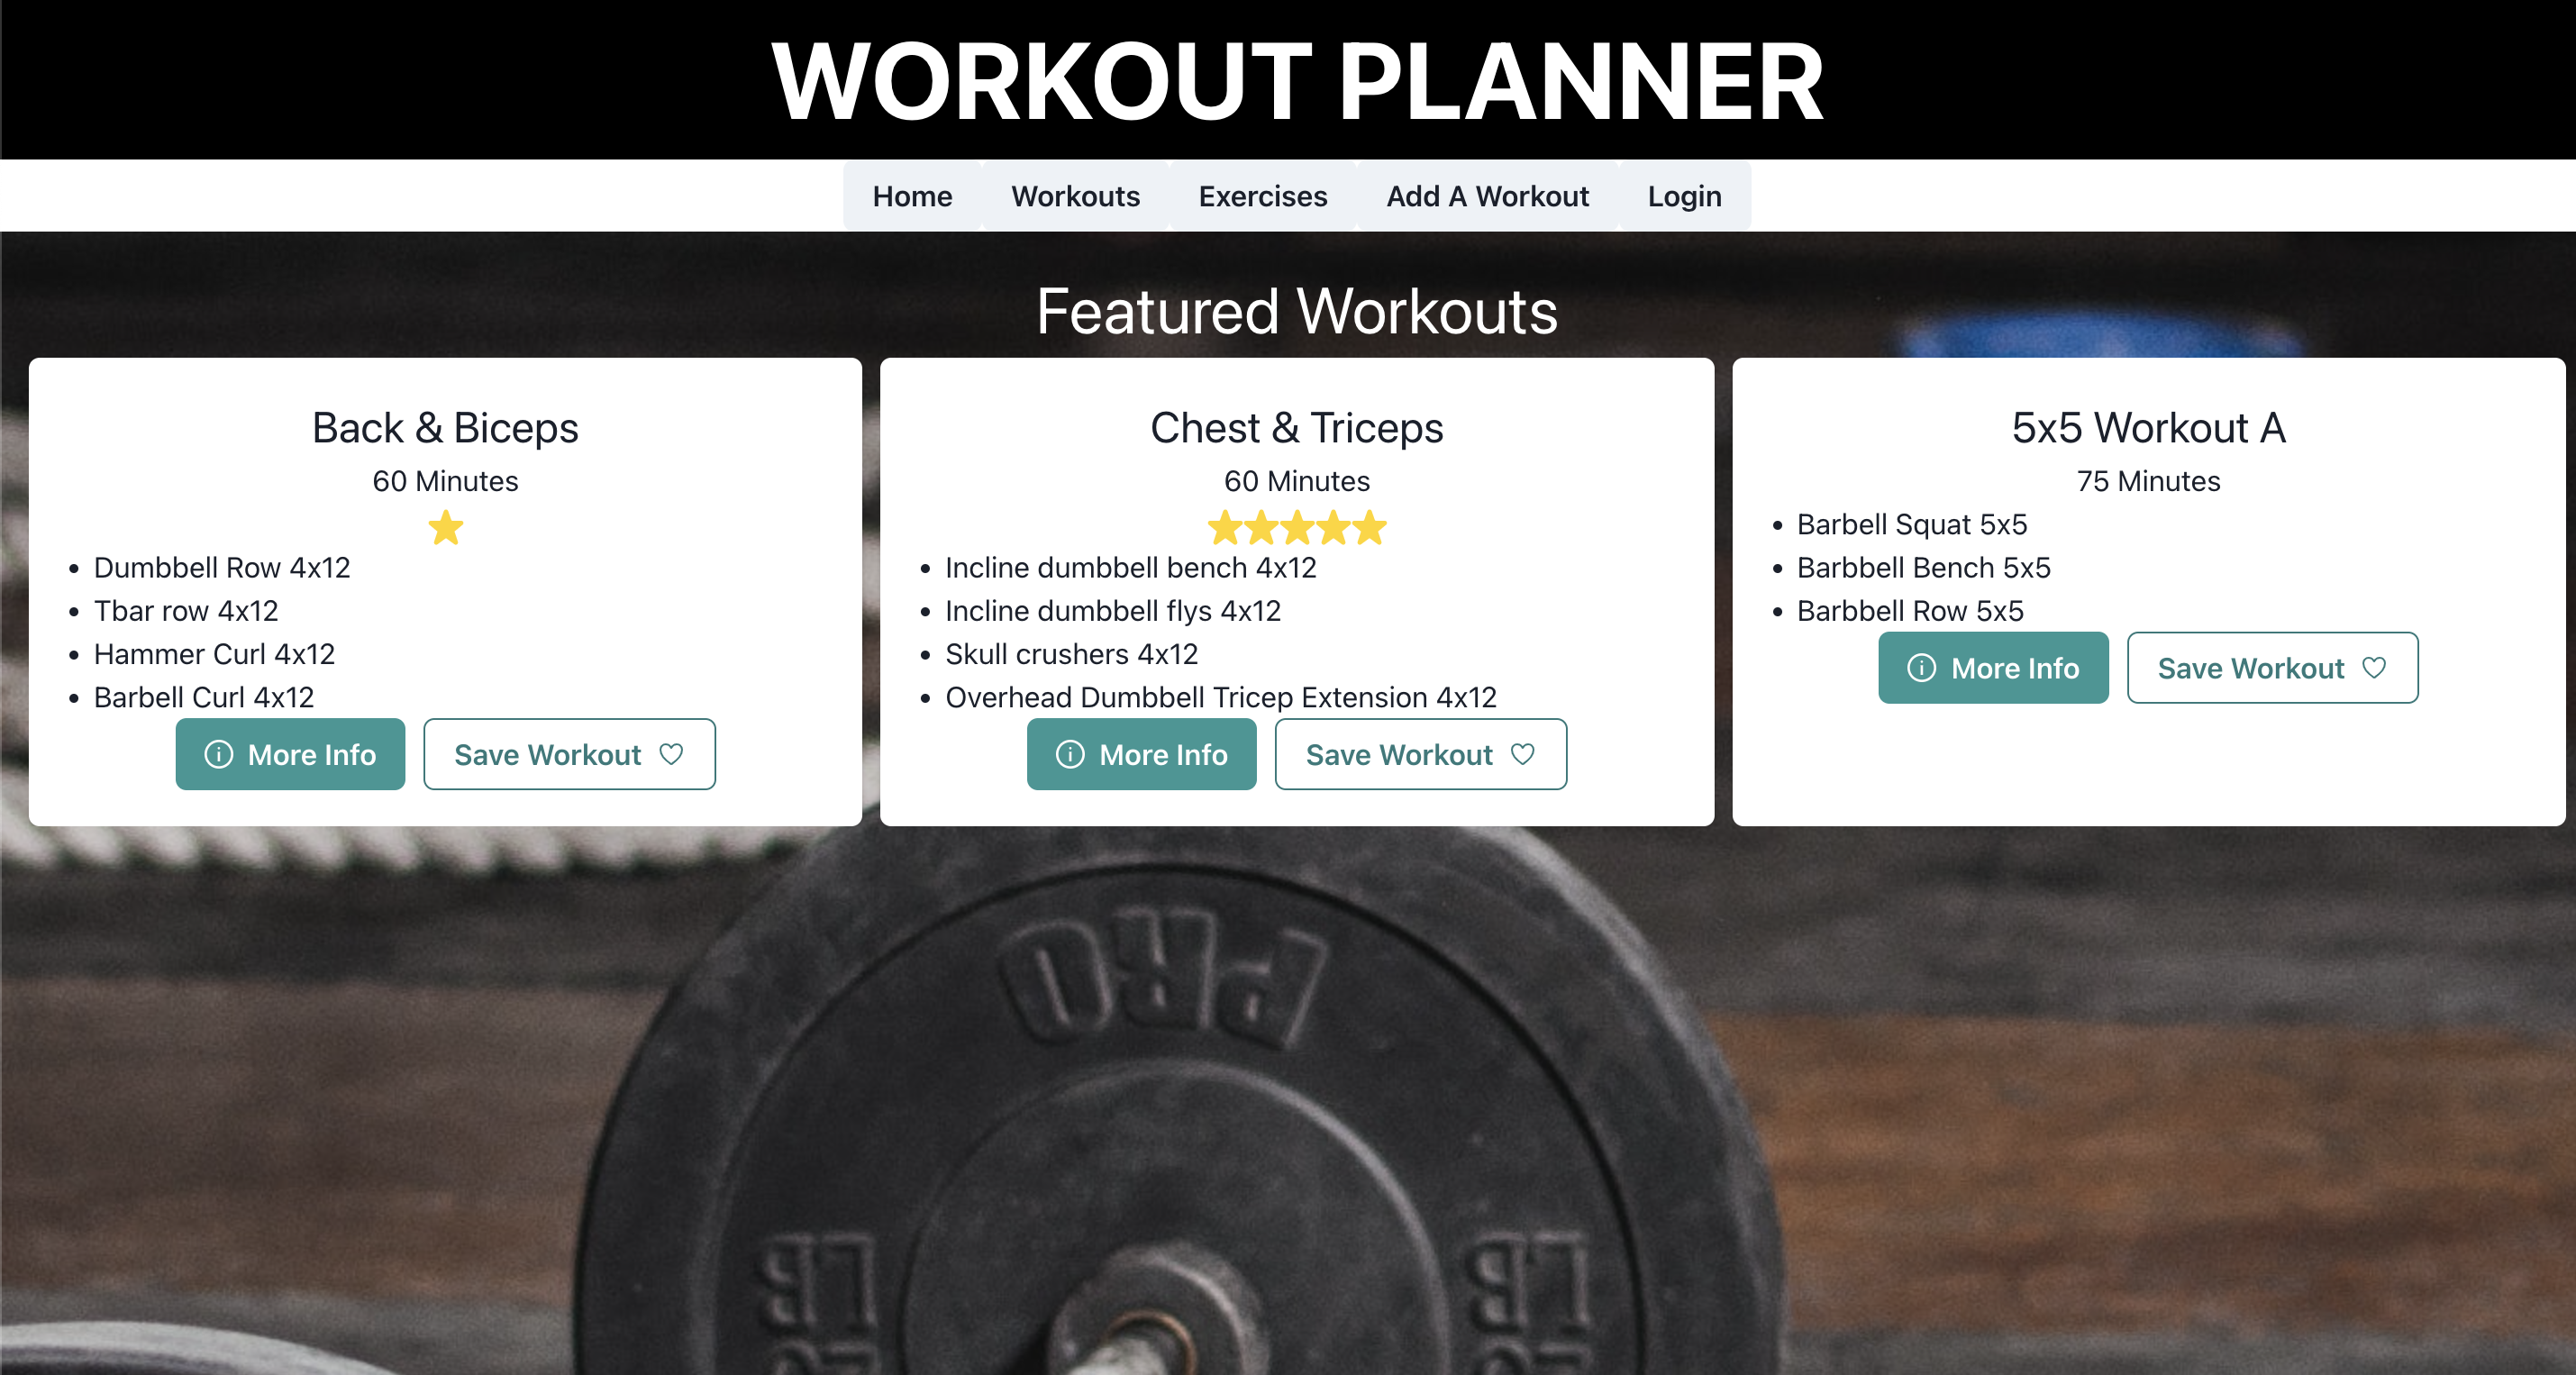 WORKOUT PLANNER
Home Workouts Exercises Add A Workout Login
Featured Workouts
Back & Biceps
60 Minutes
Dumbbell Row 4x12
Tbar row 4x12
Hammer Curl 4x12
Barbell Curl 4x12
More Info Save Workout
Chest & Triceps
60 Minutes
Incline dumbbell bench 4x12
Incline dumbbell flys 4x12
Skull crushers 4x12
Overhead Dumbbell Tricep Extension 4x12
More Info Save Workout
5x5 Workout A
75 Minutes
Barbell Squat 5x5
Barbbell Bench 5x5
Barbbell Row 5x5
More Info Save Workout
PRO
LB LB